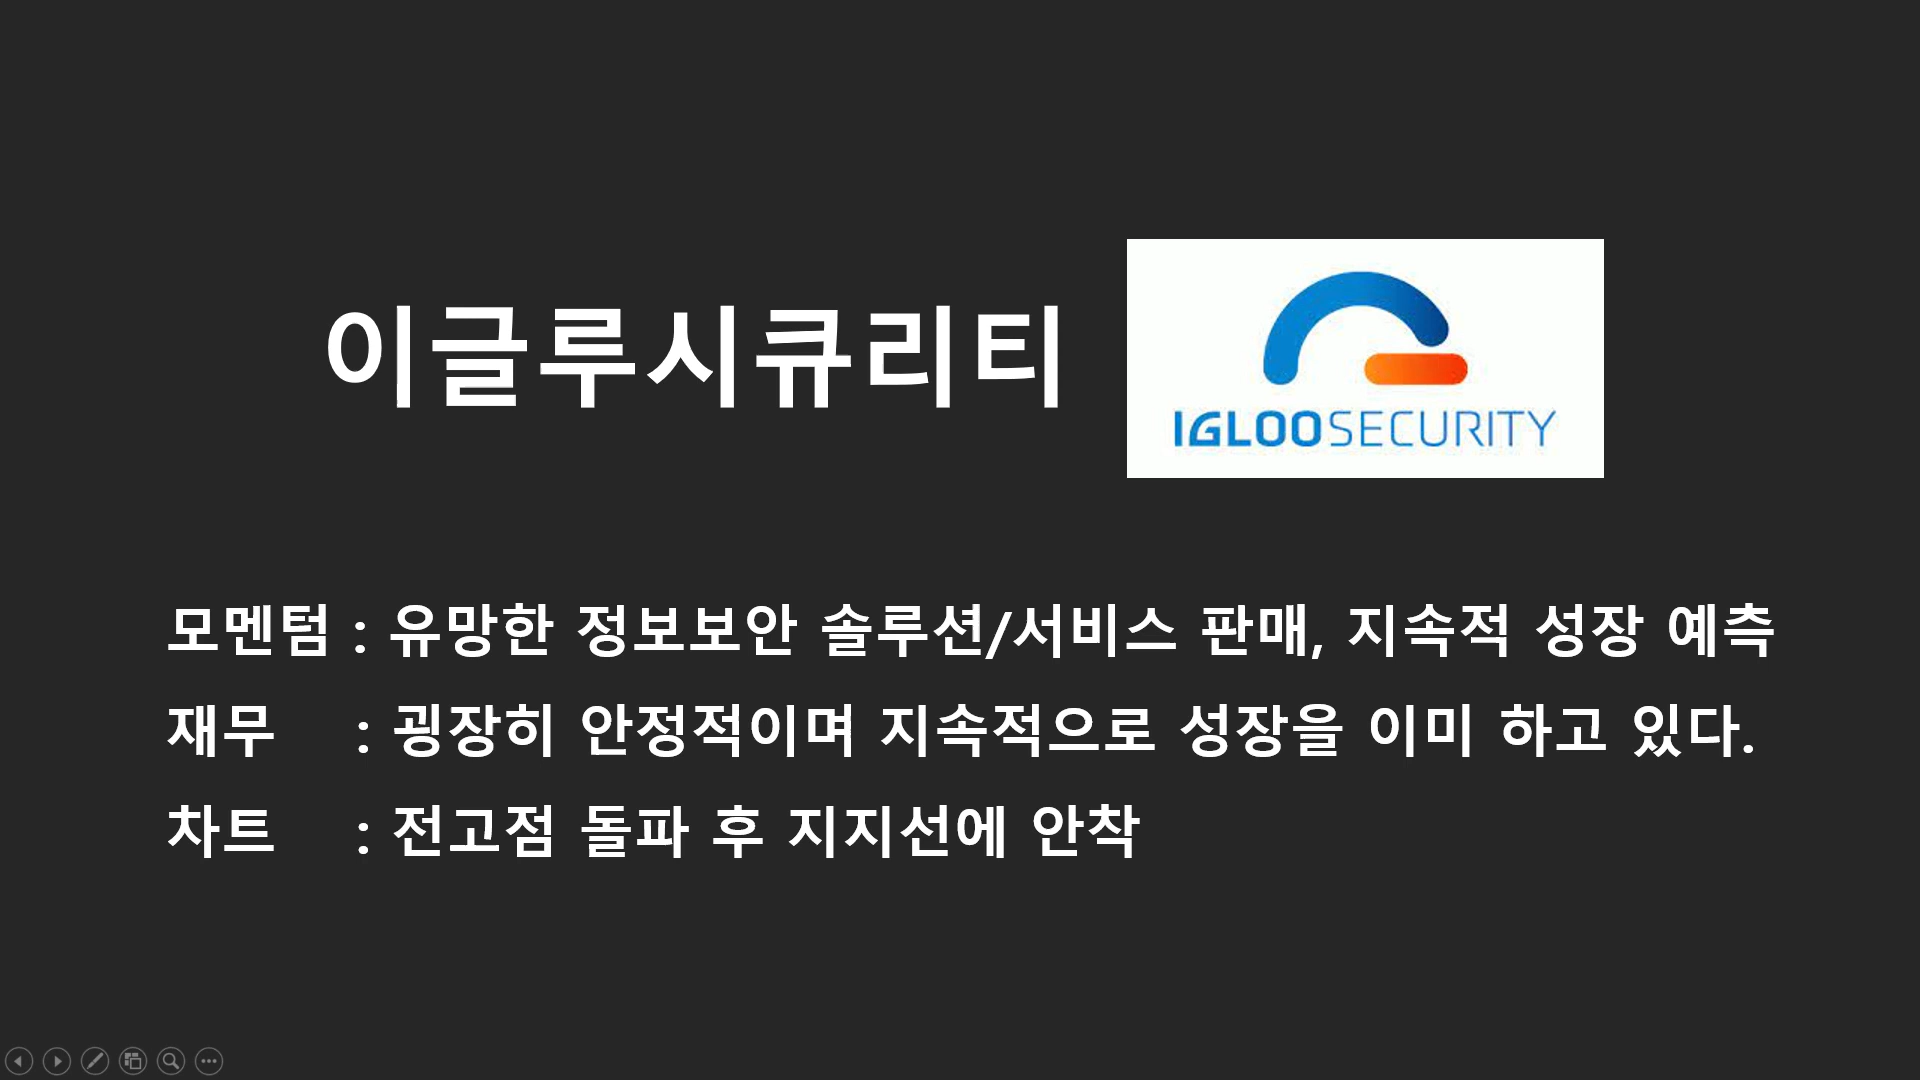 이글루시큐리티
IGLOOSECURITY
모멘텀 : 유망한 정보보안 솔루션/서비스 판매, 지속적 성장 예측
재무 : 굉장히 안정적이며 지속적으로 성장을 이미 하고 있다.
차트 : 전고점 돌파 후 지지선에 안착